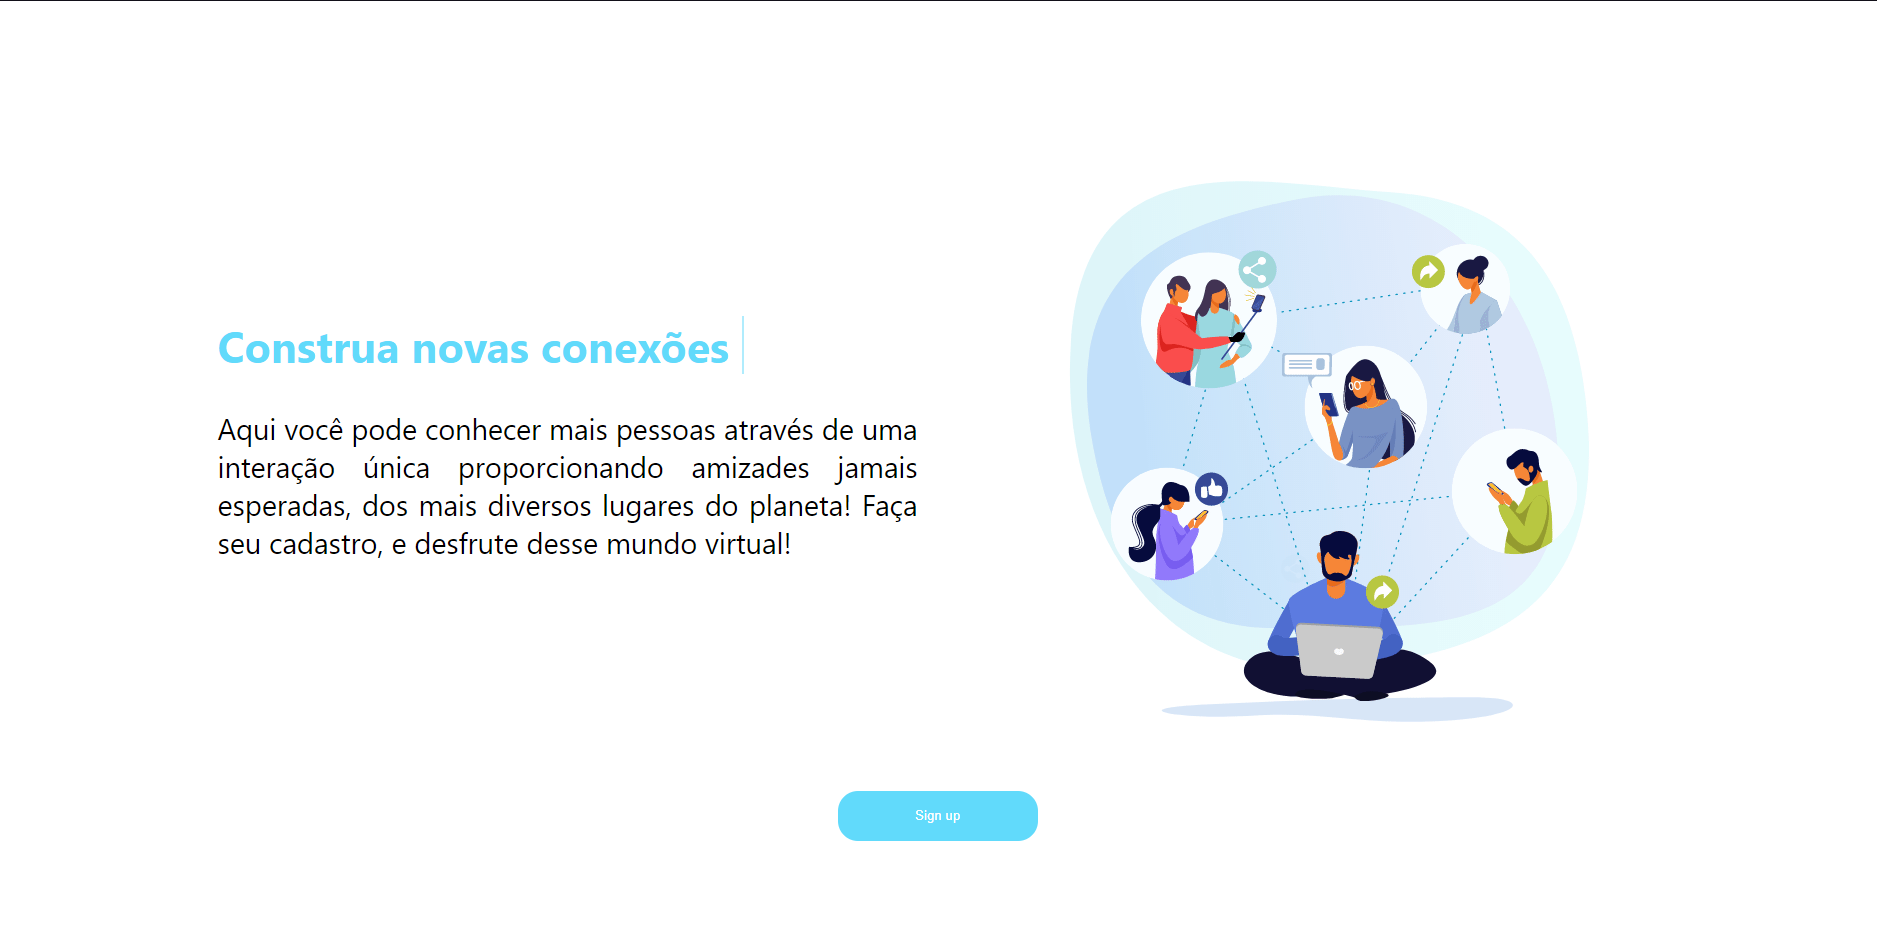 Construa novas conexões
Aqui você pode conhecer mais pessoas através de uma
interação única proporcionando amizades jamais
esperadas, dos mais diversos lugares do planeta! Faça
seu cadastro, e desfrute desse mundo virtual!
Sign up